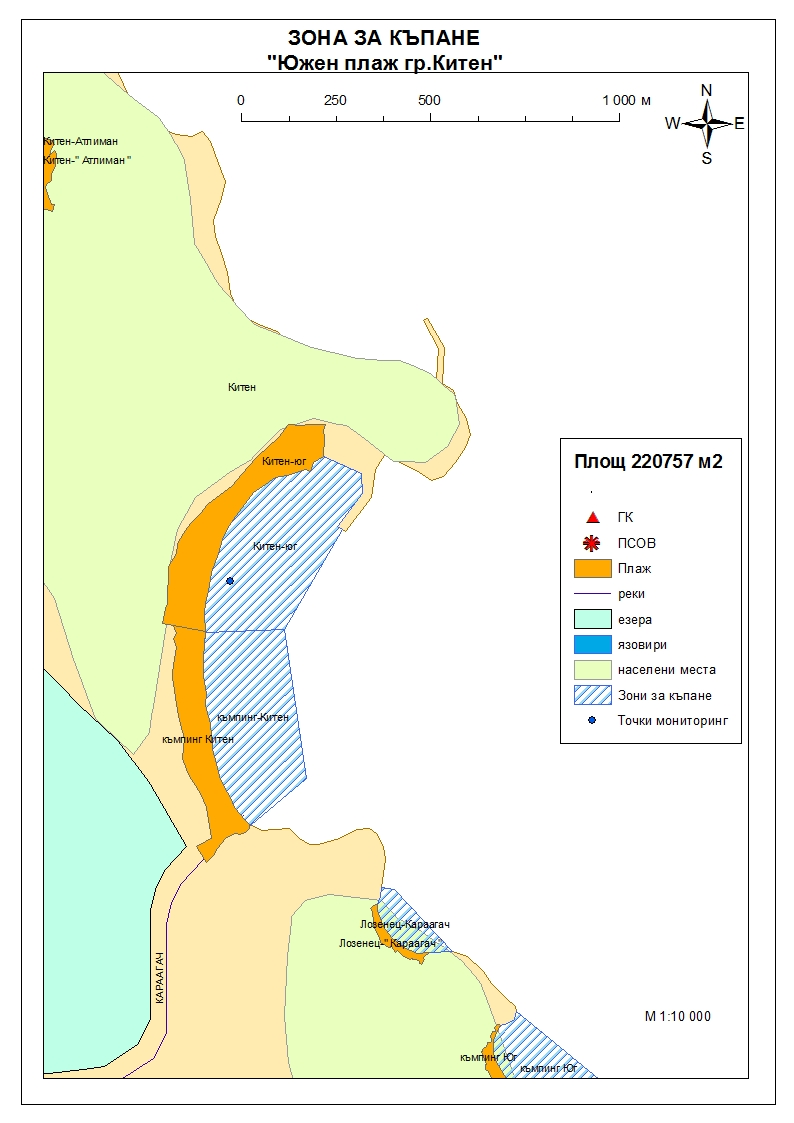 ЗОНА ЗА КЪПАНЕ
"Южен плаж гр.Китен"
0 250 500 1 000 м
N
W E
S
Китен-Атлиман
Китен-" Атлиман "
Китен
Китен-юг
Китен-юг
къмпинг-Китен
къмпинг Китен
Площ 220757 м2
ГК
ПСОВ
Плаж
реки
езера
язовири
населени места
Зони за къпане
Точки мониторинг
Лозенец-Караагач
Лозенец-" Караагач"
КАРААГАЧ
М 1:10 000
къмпинг Юг
къмпинг Юг